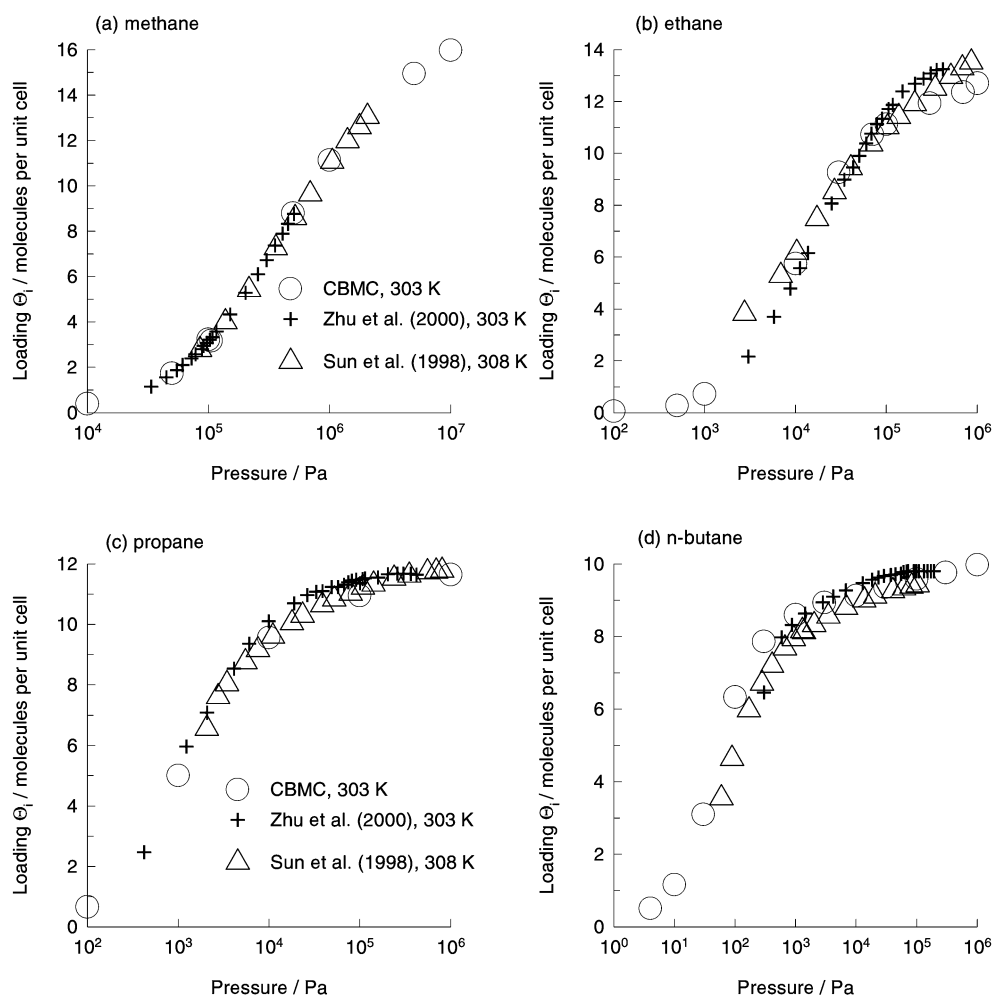 (a) methane
16
14
12
10
8
6
4
2
0
Loading Θi / molecules per unit cell
CBMC, 303 K
Zhu et al. (2000), 303 K
Sun et al. (1998), 308 K
10^4
10^5
10^6
10^7
Pressure / Pa
(b) ethane
14
12
10
8
6
4
2
0
Loading Θi / molecules per unit cell
10^2
10^3
10^4
10^5
10^6
Pressure / Pa
(c) propane
12
10
8
6
4
2
0
Loading Θi / molecules per unit cell
CBMC, 303 K
Zhu et al. (2000), 303 K
Sun et al. (1998), 308 K
10^2
10^3
10^4
10^5
10^6
Pressure / Pa
(d) n-butane
10
8
6
4
2
0
Loading Θi / molecules per unit cell
10^0
10^1
10^2
10^3
10^4
10^5
10^6
Pressure / Pa